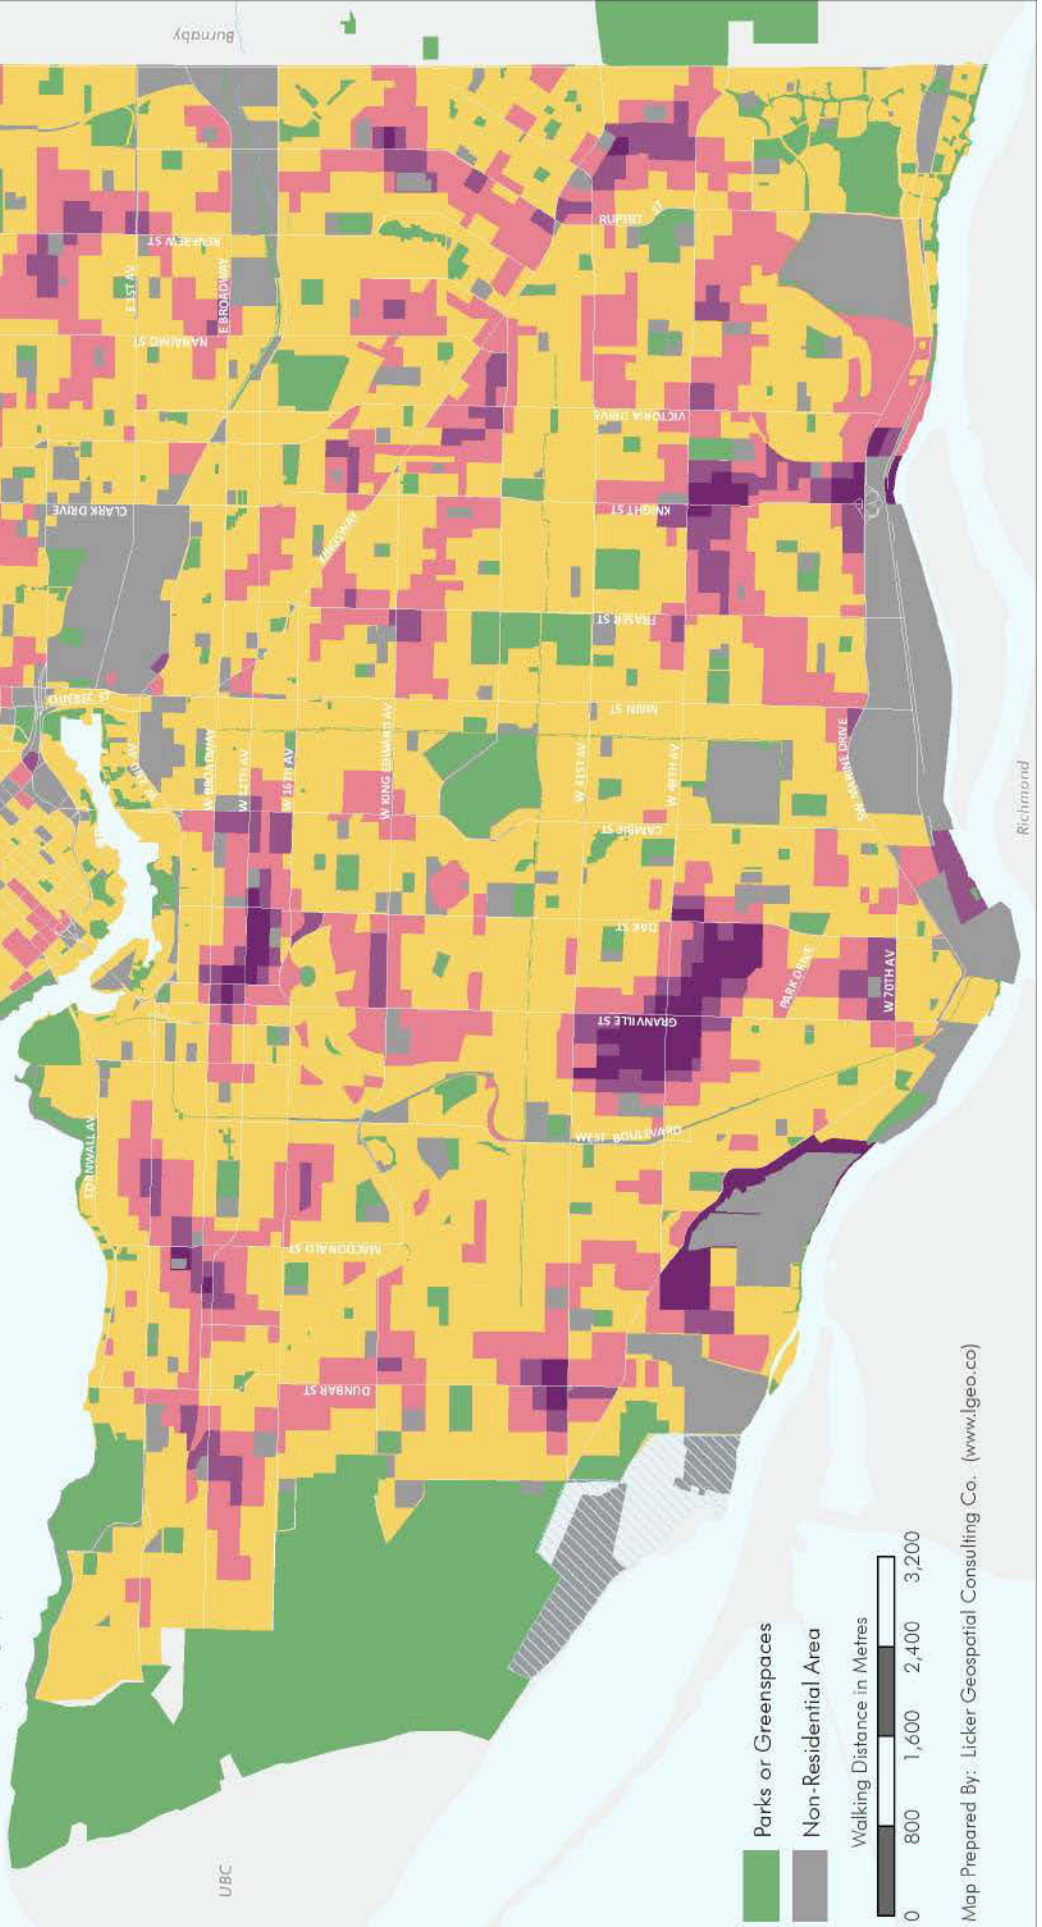 Burnaby
RENFREW ST
E 1ST AV
E BROADWAY
NANAIMO ST
RUPERT ST
VICTORIA DRIVE
CLARK DRIVE
KNIGHT ST
KINGSWAY
FRASER ST
QUEBEC ST
MAIN ST
W 2ND AV
W BROADWAY
W 12TH AV
W 16TH AV
W KING EDWARD AV
W 41ST AV
W 49TH AV
SW MARINE DRIVE
CAMBIE ST
Richmond
OAK ST
PARK DRIVE
W 70TH AV
GRANVILLE ST
CORNWALL AV
WEST BOULEVARD
MACDONALD ST
DUNBAR ST
UBC
Parks or Greenspaces
Non-Residential Area
Walking Distance in Metres
0 800 1,600 2,400 3,200
Map Prepared By: Licker Geospatial Consulting Co. (www.lgeo.co)